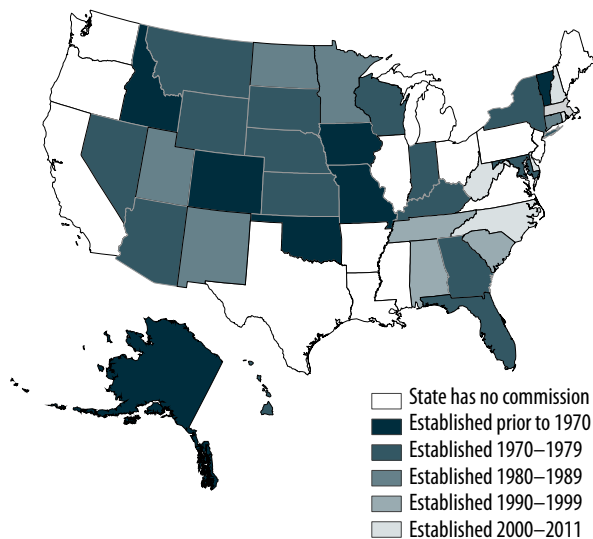 State has no commission
Established prior to 1970
Established 1970–1979
Established 1980–1989
Established 1990–1999
Established 2000–2011